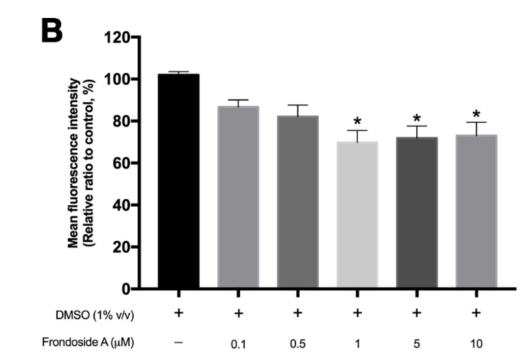 B
Mean fluorescence intensity
(Relative ratio to control, %)
120
100
80
60
40
20
0
* * *
DMSO (1% v/v) + + + + + +
Frondoside A (μM) − 0.1 0.5 1 5 10